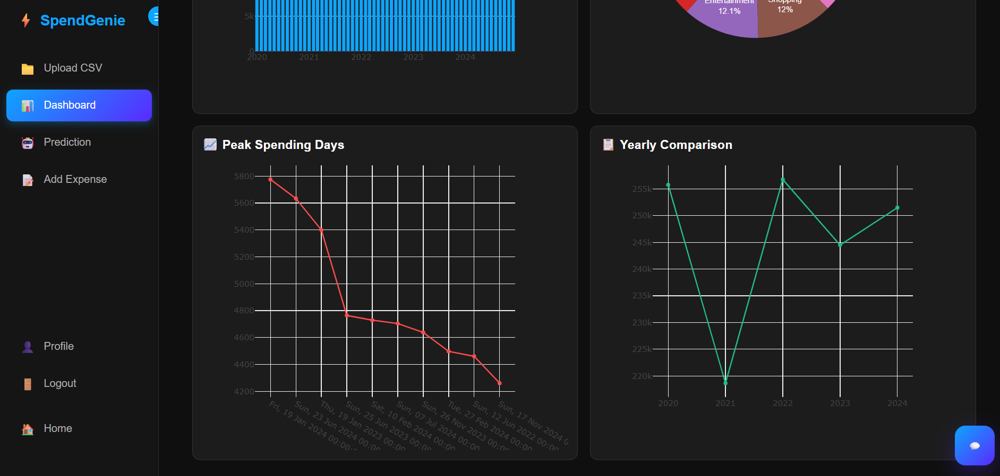 SpendGenie
Upload CSV
Dashboard
Prediction
Add Expense
Profile
Logout
Home
5k
0
2020 2021 2022 2023 2024
Entertainment
12.1%
Shopping
12%
Peak Spending Days
5800
5600
5400
5200
5000
4800
4600
4400
4200
Fri, 19 Jan 2024 00:00:
Sun, 23 Jun 2024 00:00
Thu, 19 Jan 2023 00:00
Sun, 25 Jun 2023 00:00
Sat, 10 Feb 2024 00:00
Sun, 07 Jul 2024 00:00
Sun, 26 Nov 2023 00:00
Tue, 27 Feb 2024 00:00
Sun, 12 Jun 2022 00:00
Sun, 17 Nov 2024 0
Yearly Comparison
255k
250k
245k
240k
235k
230k
225k
220k
2020 2021 2022 2023 2024